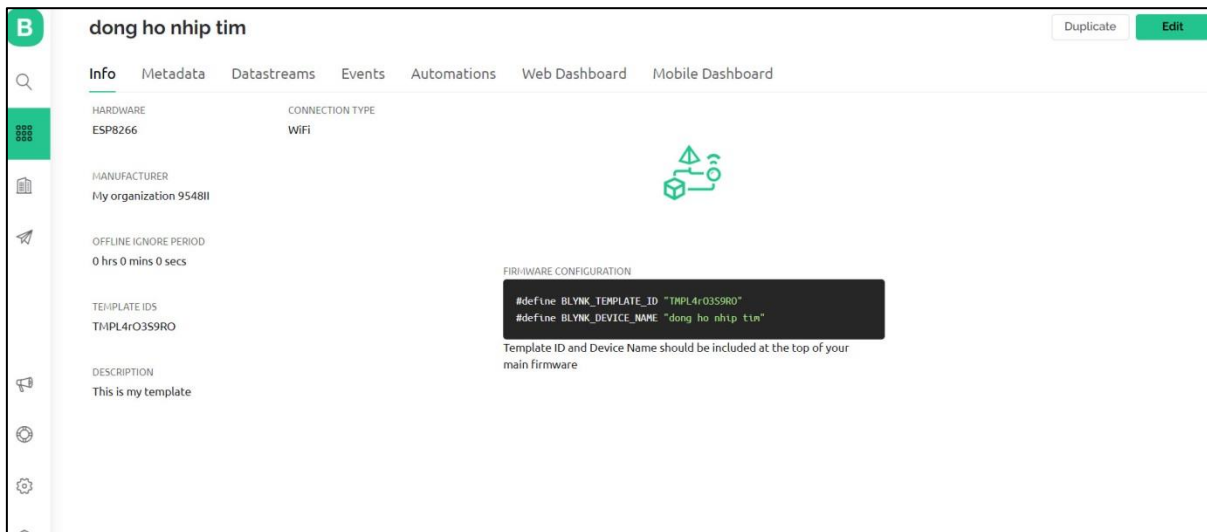 B
dong ho nhip tim
Duplicate
Edit
Info Metadata Datastreams Events Automations Web Dashboard Mobile Dashboard
HARDWARE CONNECTION TYPE
ESP8266 WiFi
MANUFACTURER
My organization 9548II
OFFLINE IGNORE PERIOD
0 hrs 0 mins 0 secs
FIRMWARE CONFIGURATION
#define BLYNK_TEMPLATE_ID "TMPL4rO3S9RO"
#define BLYNK_DEVICE_NAME "dong ho nhip tim"
TEMPLATE IDS
TMPL4rO3S9RO
Template ID and Device Name should be included at the top of your
main firmware
DESCRIPTION
This is my template